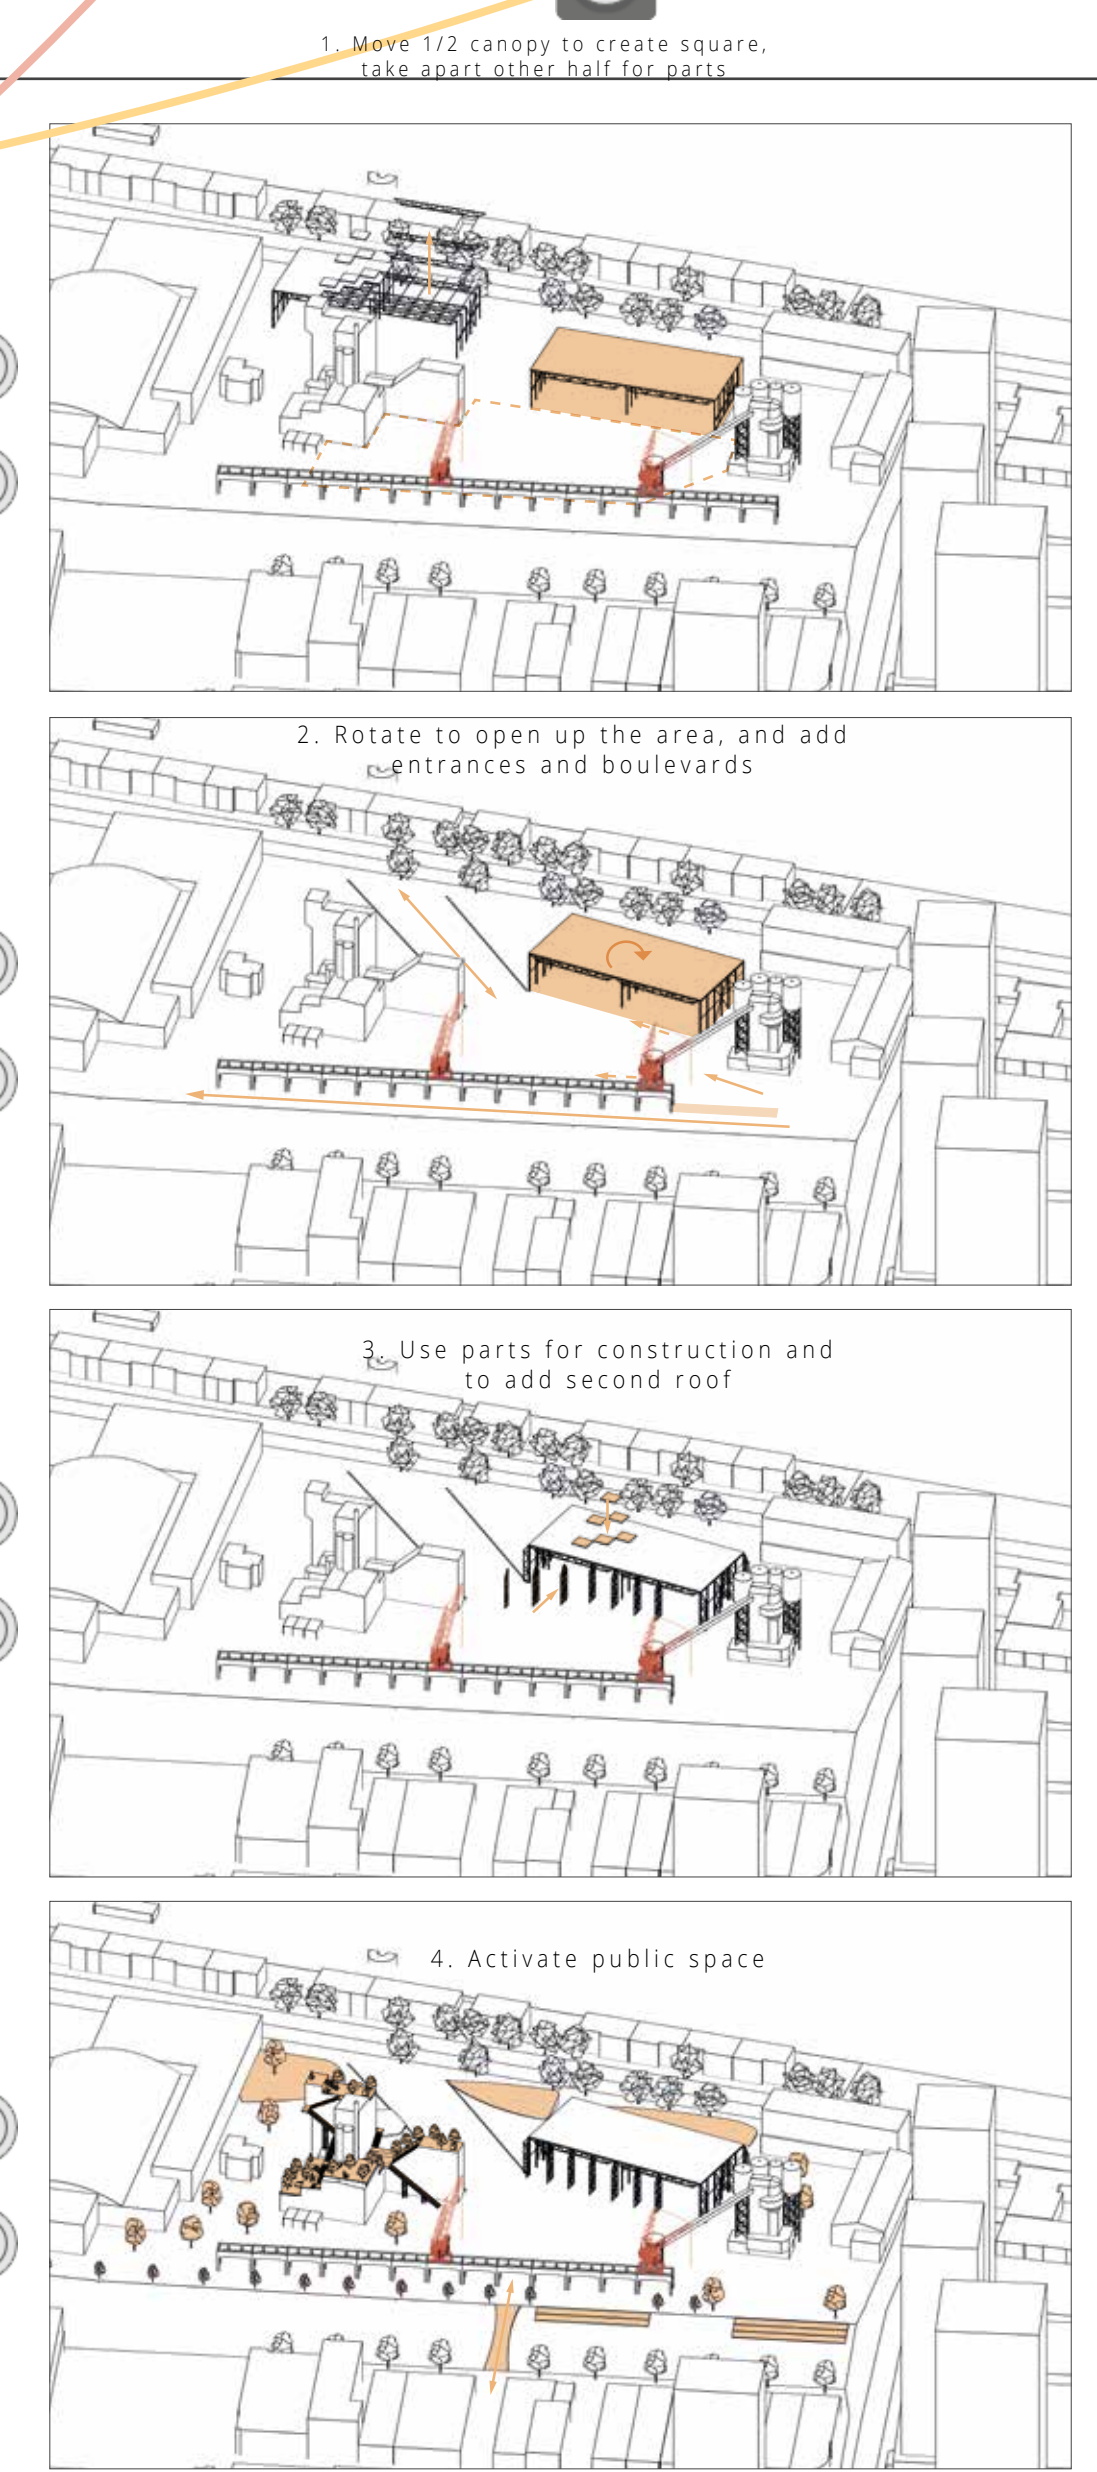 1. Move 1/2 canopy to create square,
take apart other half for parts
2. Rotate to open up the area, and add
entrances and boulevards
3. Use parts for construction and
to add second roof
4. Activate public space